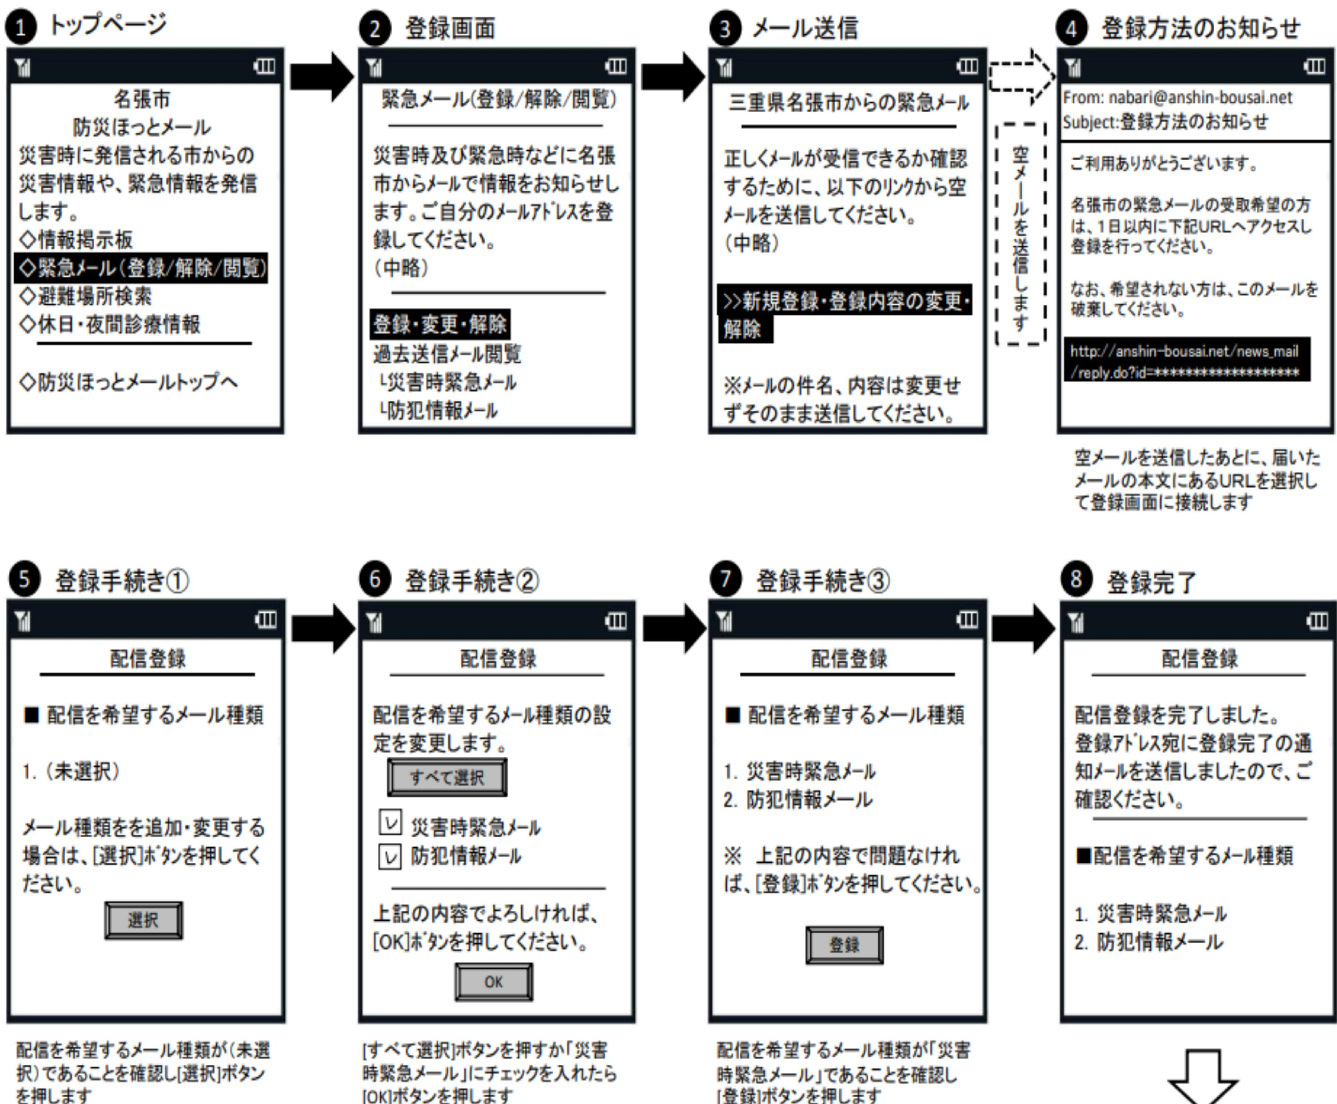 1 トップページ
名張市
防災ほっとメール
災害時に発信される市からの
災害情報や、緊急情報を発信
します。
◇情報掲示板
◇緊急メール(登録/解除/閲覧)
◇避難場所検索
◇休日・夜間診療情報
◇防災ほっとメールトップへ
2 登録画面
緊急メール(登録/解除/閲覧)
災害時及び緊急時などに名張
市からメールで情報をお知らせし
ます。ご自分のメールアドレスを登
録してください。
(中略)
登録・変更・解除
過去送信メール閲覧
└災害時緊急メール
└防犯情報メール
3 メール送信
三重県名張市からの緊急メール
正しくメールが受信できるか確認
するために、以下のリンクから空
メールを送信してください。
(中略)
>>新規登録・登録内容の変更・
解除
※メールの件名、内容は変更せ
ずそのまま送信してください。
空メールを送信します
4 登録方法のお知らせ
From: nabari@anshin-bousai.net
Subject:登録方法のお知らせ
ご利用ありがとうございます。
名張市の緊急メールの受取希望の方
は、1日以内に下記URLへアクセスし
登録を行ってください。
なお、希望されない方は、このメールを
破棄してください。
http://anshin-bousai.net/news_mail
/reply.do?id=*******************
空メールを送信したあとに、届いた
メールの本文にあるURLを選択し
て登録画面に接続します
5 登録手続き①
配信登録
■ 配信を希望するメール種類
1. (未選択)
メール種類をを追加・変更する
場合は、[選択]ボタンを押してく
ださい。
選択
配信を希望するメール種類が(未選
択)であることを確認し[選択]ボタン
を押します
6 登録手続き②
配信登録
配信を希望するメール種類の設
定を変更します。
すべて選択
レ 災害時緊急メール
レ 防犯情報メール
上記の内容でよろしければ、
[OK]ボタンを押してください。
OK
[すべて選択]ボタンを押すか「災害
時緊急メール」にチェックを入れたら
[OK]ボタンを押します
7 登録手続き③
配信登録
■ 配信を希望するメール種類
1. 災害時緊急メール
2. 防犯情報メール
※ 上記の内容で問題なけれ
ば、[登録]ボタンを押してください。
登録
配信を希望するメール種類が「災害
時緊急メール」であることを確認し
[登録]ボタンを押します
8 登録完了
配信登録
配信登録を完了しました。
登録アドレス宛に登録完了の通
知メールを送信しましたので、ご
確認ください。
■配信を希望するメール種類
1. 災害時緊急メール
2. 防犯情報メール